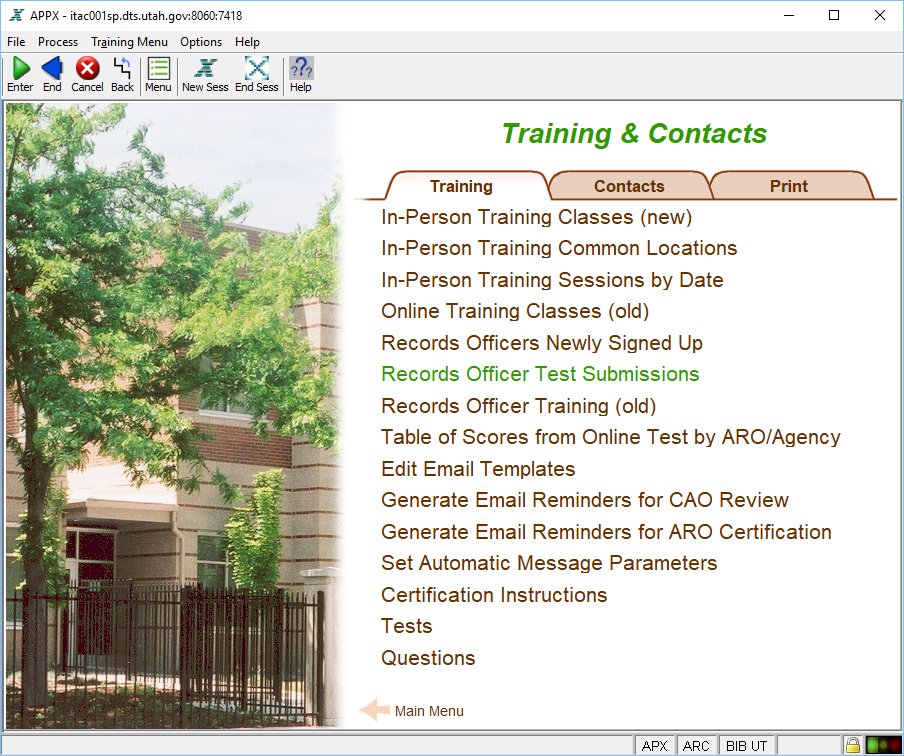 APPX - itac001sp.dts.utah.gov:8060:7418
File Process Training Menu Options Help
Enter End Cancel Back Menu New Sess End Sess Help
Training & Contacts
Training Contacts Print
In-Person Training Classes (new)
In-Person Training Common Locations
In-Person Training Sessions by Date
Online Training Classes (old)
Records Officers Newly Signed Up
Records Officer Test Submissions
Records Officer Training (old)
Table of Scores from Online Test by ARO/Agency
Edit Email Templates
Generate Email Reminders for CAO Review
Generate Email Reminders for ARO Certification
Set Automatic Message Parameters
Certification Instructions
Tests
Questions
Main Menu
APX ARC BIB UT